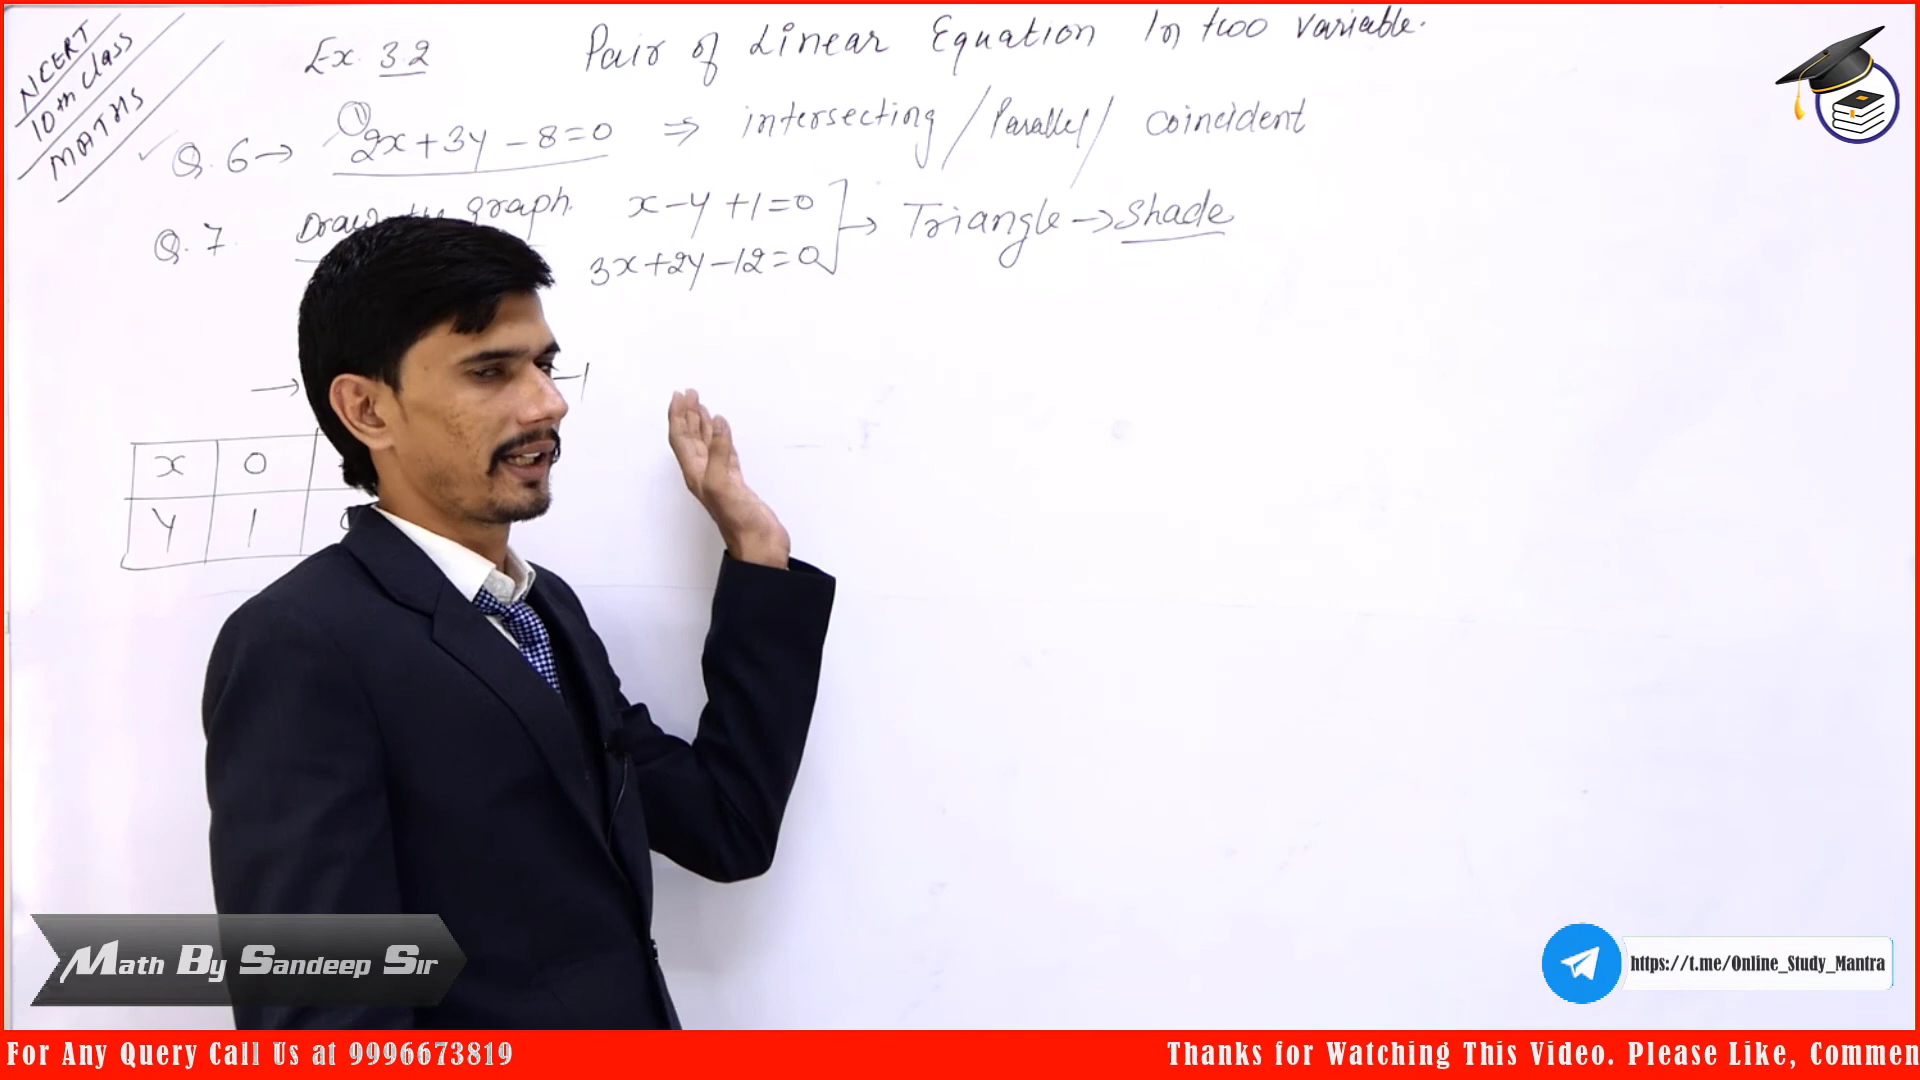 NCERT
10th Class
MATHS
Ex. 3.2 Pair of Linear Equation In two variable.
Q. 6 → ① 2x + 3y - 8 = 0 ⇒ intersecting / Parallel / coincident
Q. 7 Draw the graph. x - y + 1 = 0
3x + 2y - 12 = 0 → Triangle → Shade
→ -1
x 0
y 1
Math By Sandeep Sir
https://t.me/Online_Study_Mantra
For Any Query Call Us at 9996673819 Thanks for Watching This Video. Please Like, Commen